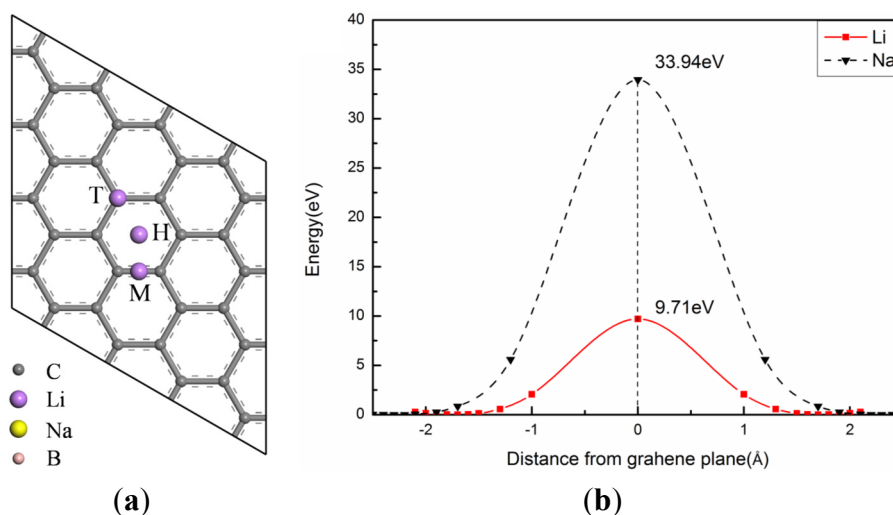 T
H
M
C
Li
Na
B
(a)
40
35
30
25
20
15
10
5
0
Energy(eV)
33.94eV
9.71eV
Li
Na
-2
-1
0
1
2
Distance from grahene plane(Å)
(b)